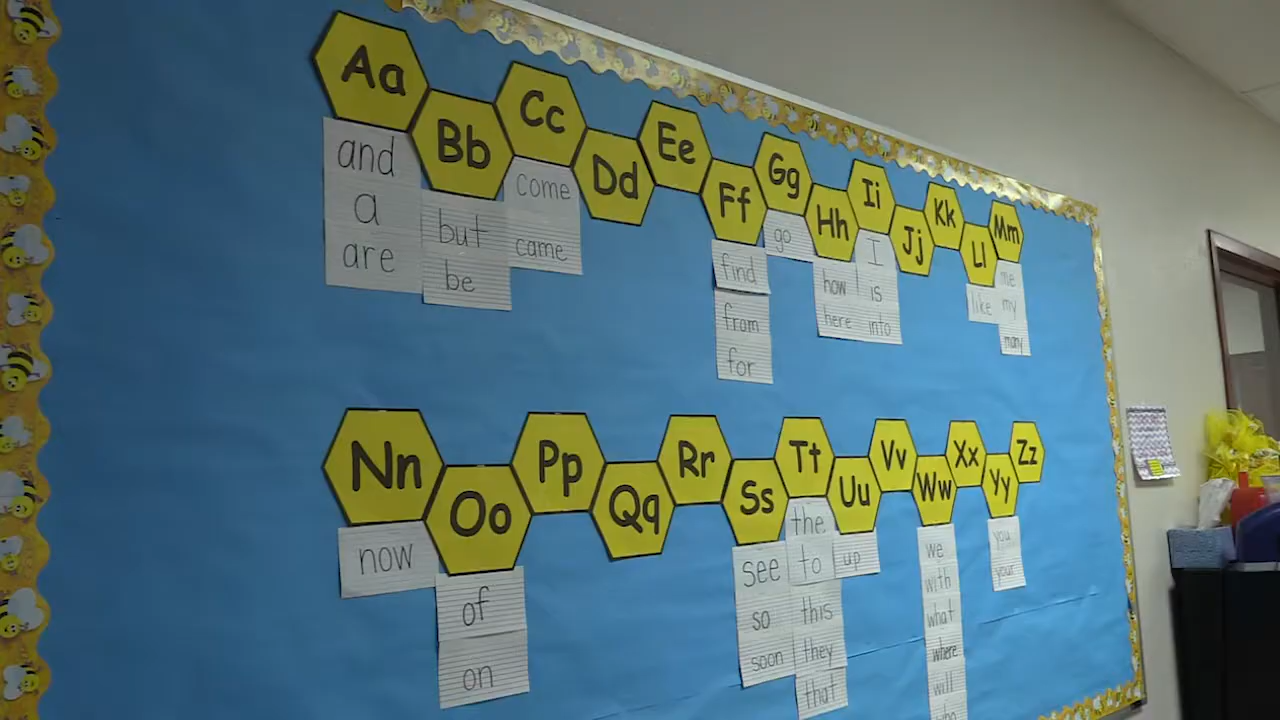 Aa
and
a
are
Bb
but
be
Cc
come
came
Dd
Ee
Ff
find
from
for
Gg
go
Hh
how
here
Ii
I
is
into
Jj
Kk
Ll
like
Mm
me
my
many
Nn
now
Oo
of
on
Pp
Qq
Rr
Ss
see
so
soon
Tt
the
to
this
they
that
Uu
up
Vv
Ww
we
with
what
where
will
who
Xx
Yy
you
your
Zz